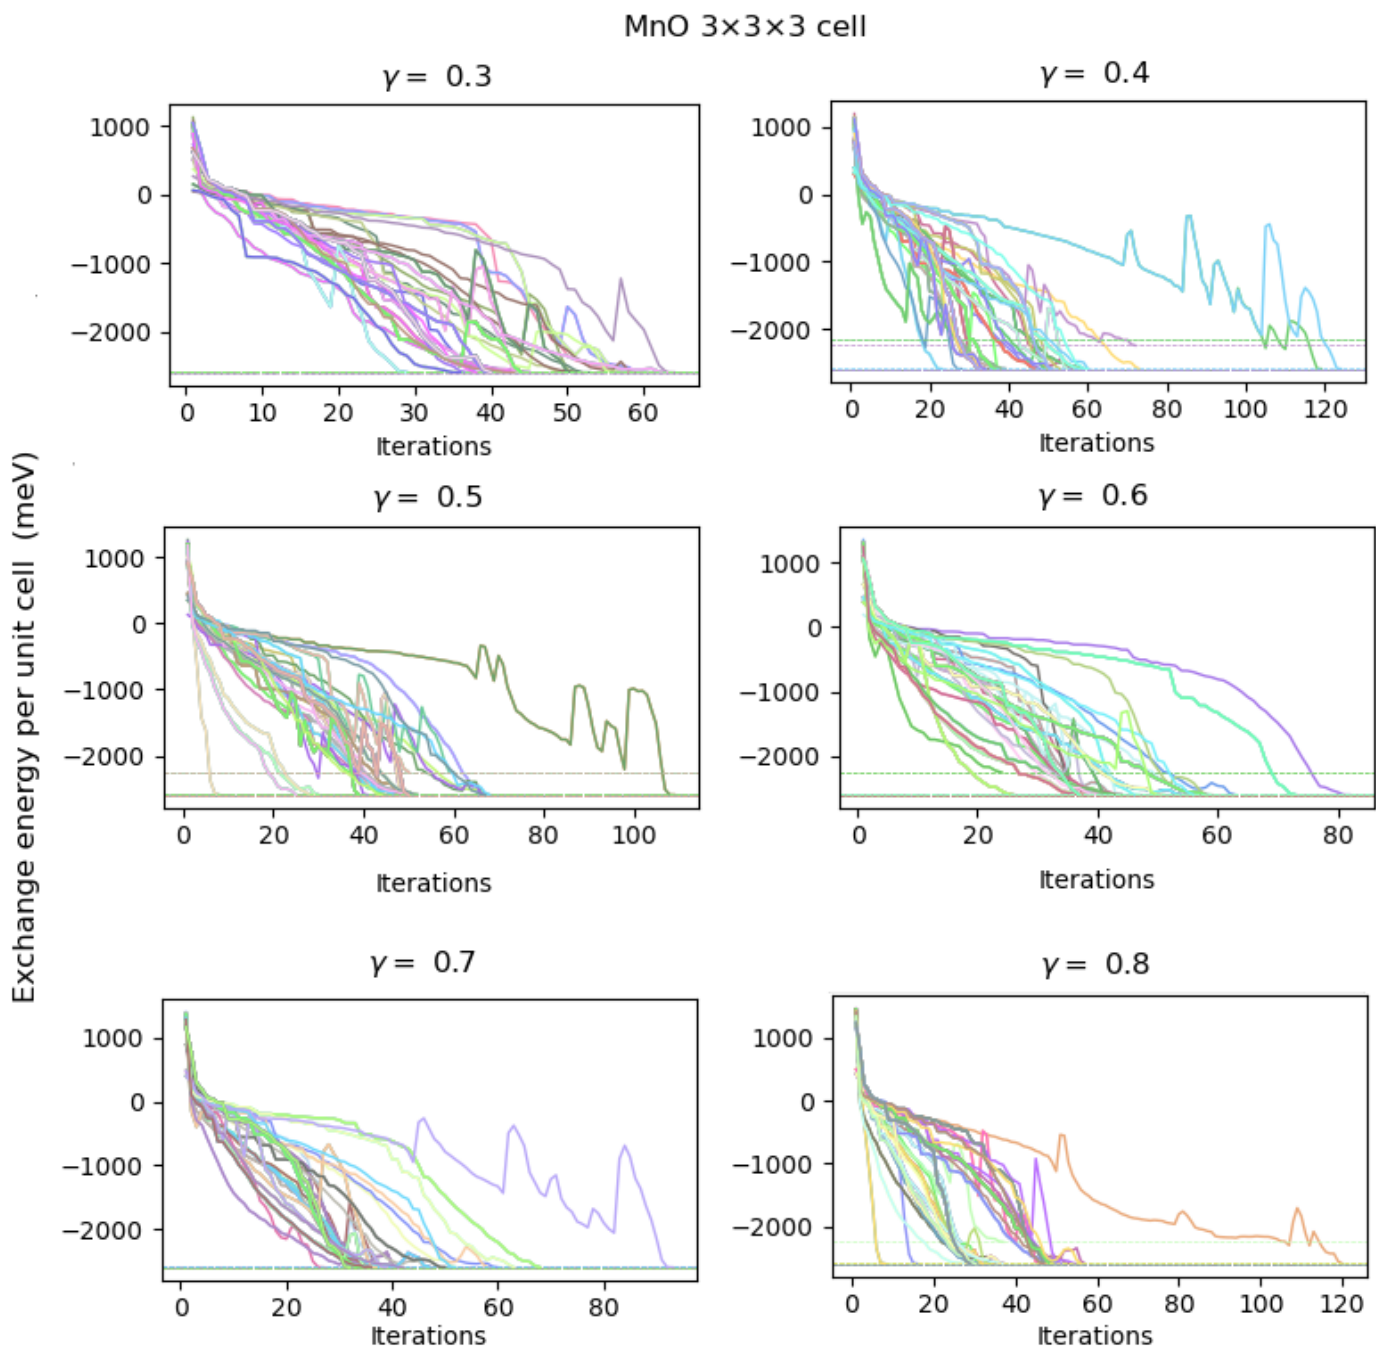 MnO 3×3×3 cell
γ = 0.3
1000
0
−1000
−2000
0 10 20 30 40 50 60
Iterations
γ = 0.4
1000
0
−1000
−2000
0 20 40 60 80 100 120
Iterations
Exchange energy per unit cell (meV)
γ = 0.5
1000
0
−1000
−2000
0 20 40 60 80 100
Iterations
γ = 0.6
1000
0
−1000
−2000
0 20 40 60 80
Iterations
γ = 0.7
1000
0
−1000
−2000
0 20 40 60 80
Iterations
γ = 0.8
1000
0
−1000
−2000
0 20 40 60 80 100 120
Iterations